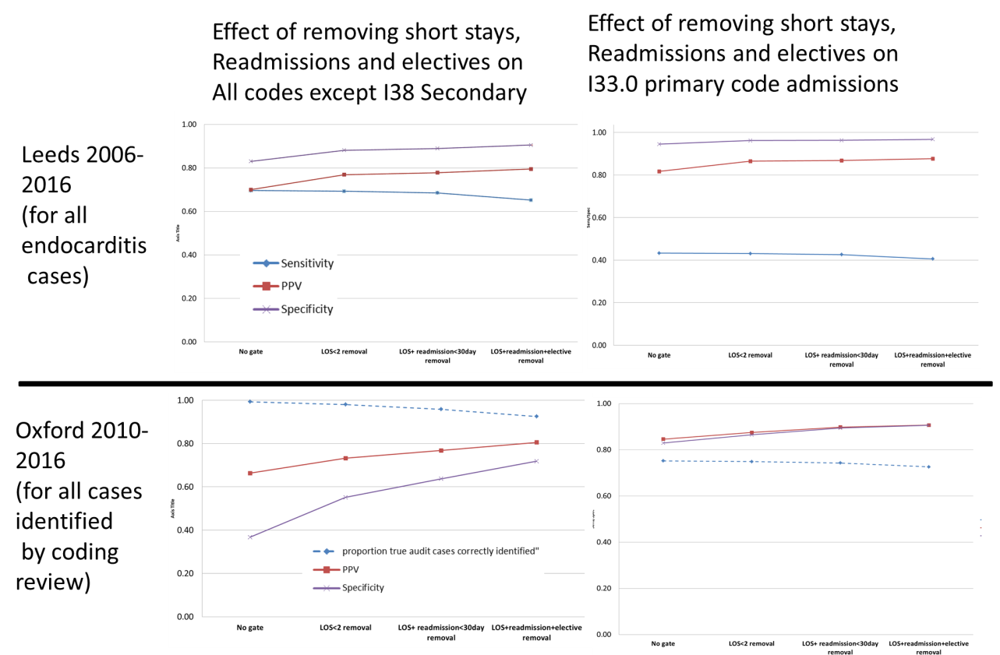 Effect of removing short stays,
Readmissions and electives on
All codes except I38 Secondary
Effect of removing short stays,
Readmissions and electives on
I33.0 primary code admissions
Leeds 2006-
2016
(for all
endocarditis
cases)
1.00
0.80
0.60
0.40
0.20
0.00
Axis Title
Sensitivity
PPV
Specificity
No gate
LOS<2 removal
LOS+ readmission<30day
removal
LOS+readmission+elective
removal
1.00
0.80
0.60
0.40
0.20
0.00
Sens/Spec
No gate
LOS<2 removal
LOS+ readmission<30day
removal
LOS+readmission+elective
removal
Oxford 2010-
2016
(for all cases
identified
by coding
review)
1.00
0.80
0.60
0.40
0.20
0.00
Axis Title
proportion true audit cases correctly identified"
PPV
Specificity
No gate
LOS<2 removal
LOS+ readmission<30day
removal
LOS+readmission+elective
removal
1.00
0.80
0.60
0.40
0.20
0.00
No gate
LOS<2 removal
LOS+ readmission<30day
removal
LOS+readmission+elective
removal